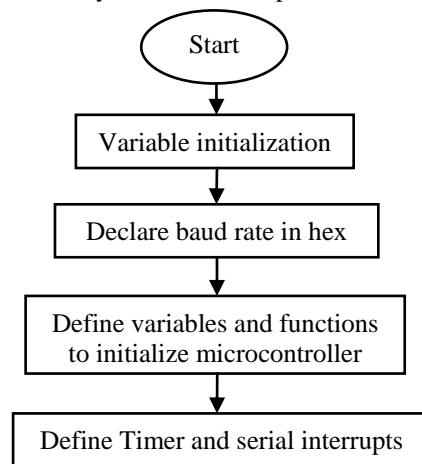 Start
Variable initialization
Declare baud rate in hex
Define variables and functions
to initialize microcontroller
Define Timer and serial interrupts